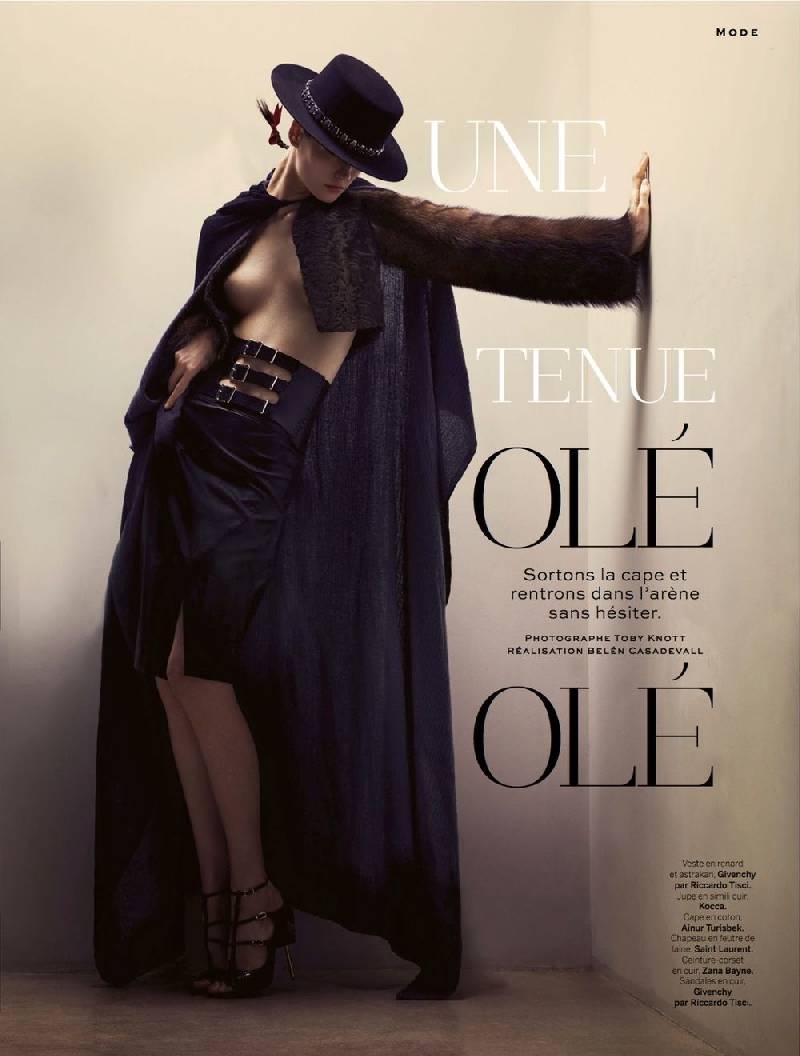 MODE
UNE
TENUE
OLÉ
Sortons la cape et
rentrons dans l'arène
sans hésiter.
PHOTOGRAPHE TOBY KNOTT
RÉALISATION BELÉN CASADEVALL
OLÉ
Veste en renard
et astrakan, Givenchy
par Riccardo Tisci.
Jupe en simili cuir,
Kocca.
Cape en coton,
Ainur Turisbek.
Chapeau en feutre de
laine, Saint Laurent.
Ceinture-corset
en cuir, Zana Bayne.
Sandales en cuir,
Givenchy
par Riccardo Tisci.